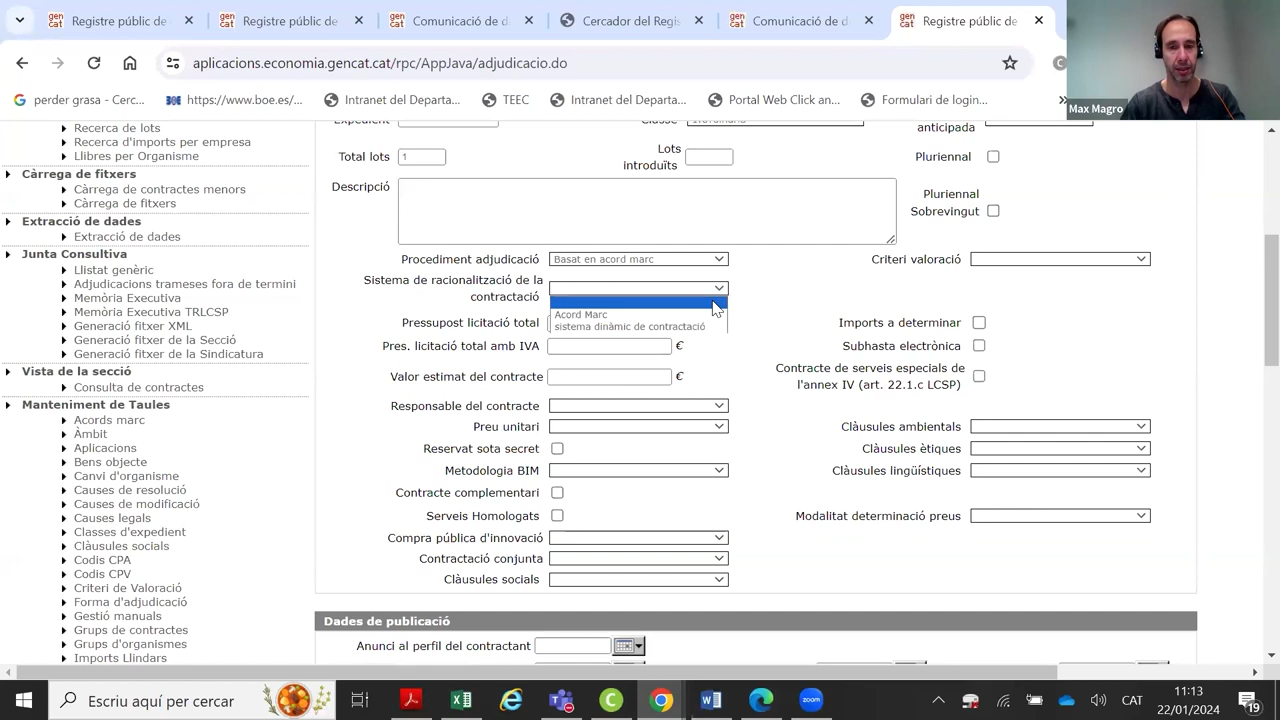 Registre públic de
Registre públic de
Comunicació de d
Cercador del Regis
Comunicació de d
Registre públic de
aplicacions.economia.gencat.cat/rpc/AppJava/adjudicacio.do
perder grasa - Cerc...
https://www.boe.es/...
Intranet del Departa...
TEEC
Intranet del Departa...
Portal Web Click an...
Formulari de login...
Max Magro
Recerca de lots
Recerca d'imports per empresa
Llibres per Organisme
Càrrega de fitxers
Càrrega de contractes menors
Càrrega de fitxers
Extracció de dades
Extracció de dades
Junta Consultiva
Llistat genèric
Adjudicacions trameses fora de termini
Memòria Executiva
Memòria Executiva TRLCSP
Generació fitxer XML
Generació fitxer de la Secció
Generació fitxer de la Sindicatura
Vista de la secció
Consulta de contractes
Manteniment de Taules
Acords marc
Àmbit
Aplicacions
Bens objecte
Canvi d'organisme
Causes de resolució
Causes de modificació
Causes legals
Classes d'expedient
Clàusules socials
Codis CPA
Codis CPV
Criteri de Valoració
Forma d'adjudicació
Gestió manuals
Grups de contractes
Grups d'organismes
Imports Llindars
Expedient
Classe
anticipada
Total lots 1
Lots
introduïts
Pluriennal
Descripció
Pluriennal
Sobrevingut
Procediment adjudicació Basat en acord marc
Criteri valoració
Sistema de racionalització de la
contractació
Acord Marc
sistema dinàmic de contractació
Pressupost licitació total
Imports a determinar
Pres. licitació total amb IVA €
Subhasta electrònica
Valor estimat del contracte €
Contracte de serveis especials de
l'annex IV (art. 22.1.c LCSP)
Responsable del contracte
Preu unitari
Clàusules ambientals
Reservat sota secret
Clàusules ètiques
Metodologia BIM
Clàusules lingüístiques
Contracte complementari
Serveis Homologats
Modalitat determinació preus
Compra pública d'innovació
Contractació conjunta
Clàusules socials
Dades de publicació
Anunci al perfil del contractant
Escriu aquí per cercar
zoom
CAT
11:13
22/01/2024
19